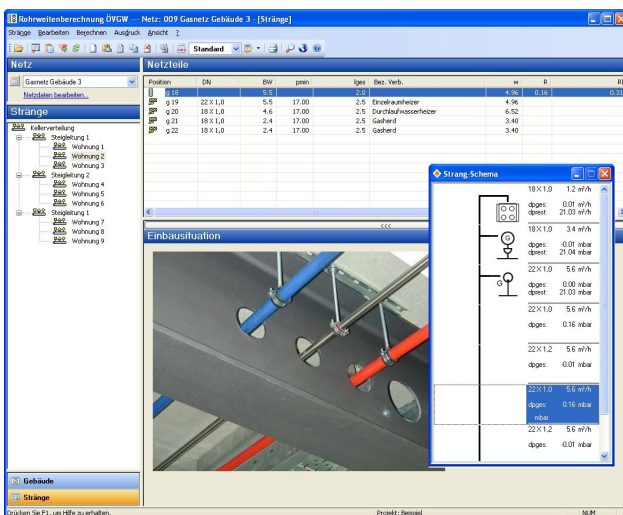 Rohrweitenberechnung ÖVGW --- Netz: 009 Gasnetz Gebäude 3 - [Stränge]
Stränge Bearbeiten Berechnen Ausdruck Ansicht ?
Standard
Netz
Gasnetz Gebäude 3
Netzdaten bearbeiten...
Stränge
Kellerverteilung
Steigleitung 1
Wohnung 1
Wohnung 2
Wohnung 3
Steigleitung 2
Wohnung 4
Wohnung 5
Wohnung 6
Steigleitung 1
Wohnung 7
Wohnung 8
Wohnung 9
Gebäude
Stränge
Netzteile
Position DN BW pmin lges Bez. Verb. R
g 18 5.5 2.0 4.96 0.16 0.31
g 19 22 X 1,0 5.5 17.00 2.5 Einzelraumheizer 4.96
g 20 18 X 1,0 4.6 17.00 2.5 Durchlaufwasserheizer 6.52
g 21 18 X 1,0 2.4 17.00 2.5 Gasherd 3.40
g 22 18 X 1,0 2.4 17.00 2.5 Gasherd 3.40
<<<
Einbausituation
Strang-Schema
18 X 1,0 1.2 m³/h
dpges: 0.01 m³/h
dprest: 21.03 m³/h
G
18 X 1,0 3.4 m³/h
dpges: -0.01 mbar
dprest: 21.04 mbar
G
22 X 1,0 5.6 m³/h
dpges: 0.00 mbar
dprest: 21.03 mbar
22 X 1,0 5.6 m³/h
dpges: 0.16 mbar
22 X 1,2 5.6 m³/h
dpges: -0.01 mbar
22 X 1,0 5.6 m³/h
dpges: 0.16 mbar
mbar
22 X 1,2 5.6 m³/h
dpges: -0.01 mbar
Drücken Sie F1, um Hilfe zu erhalten.
Projekt: Beispiel
NUM